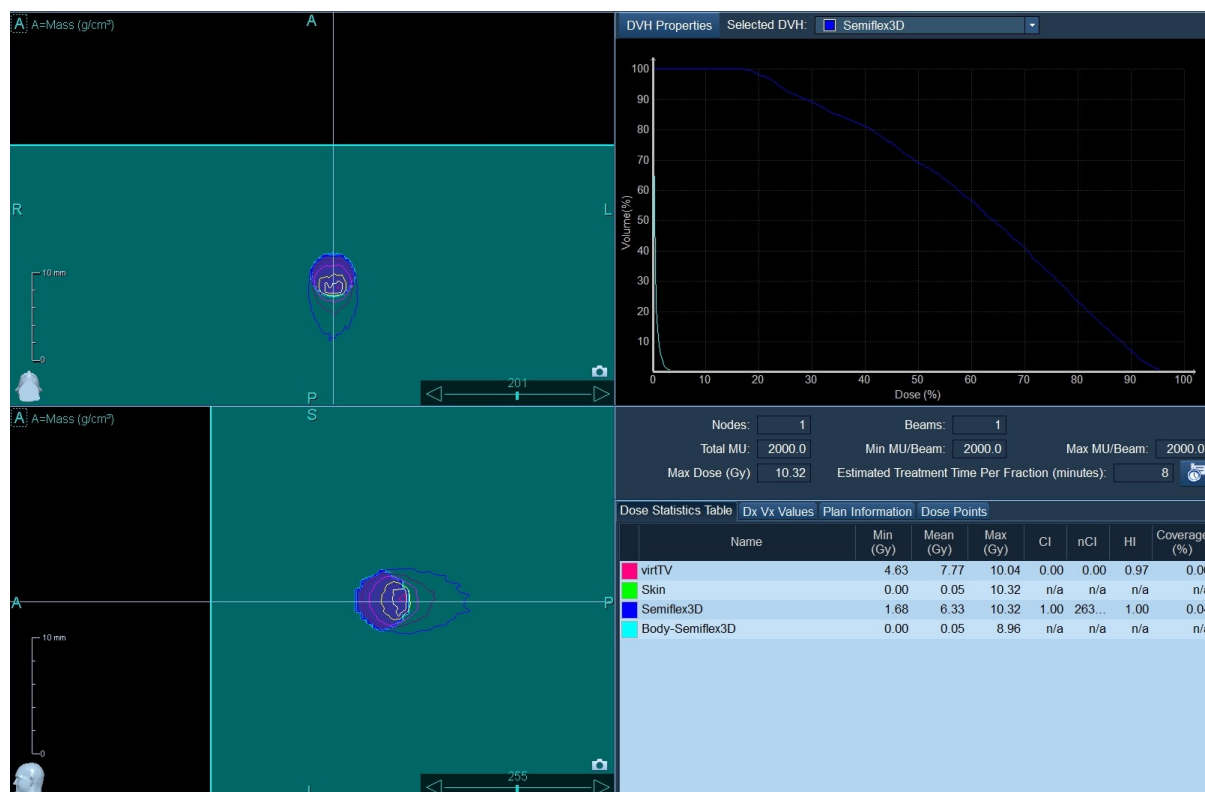 A A=Mass (g/cm³)
A
R
L
10 mm
0
P
201
A A=Mass (g/cm³)
S
A
P
10 mm
0
I
255
DVH Properties Selected DVH: Semiflex3D
100
90
80
70
60
50
40
30
20
10
Volume(%)
0 10 20 30 40 50 60 70 80 90 100
Dose (%)
Nodes: 1 Beams: 1
Total MU: 2000.0 Min MU/Beam: 2000.0 Max MU/Beam: 2000.0
Max Dose (Gy) 10.32 Estimated Treatment Time Per Fraction (minutes): 8
Dose Statistics Table Dx Vx Values Plan Information Dose Points
Name Min (Gy) Mean (Gy) Max (Gy) CI nCI HI Coverage (%)
virtTV 4.63 7.77 10.04 0.00 0.00 0.97 0.00
Skin 0.00 0.05 10.32 n/a n/a n/a n/a
Semiflex3D 1.68 6.33 10.32 1.00 263... 1.00 0.04
Body-Semiflex3D 0.00 0.05 8.96 n/a n/a n/a n/a